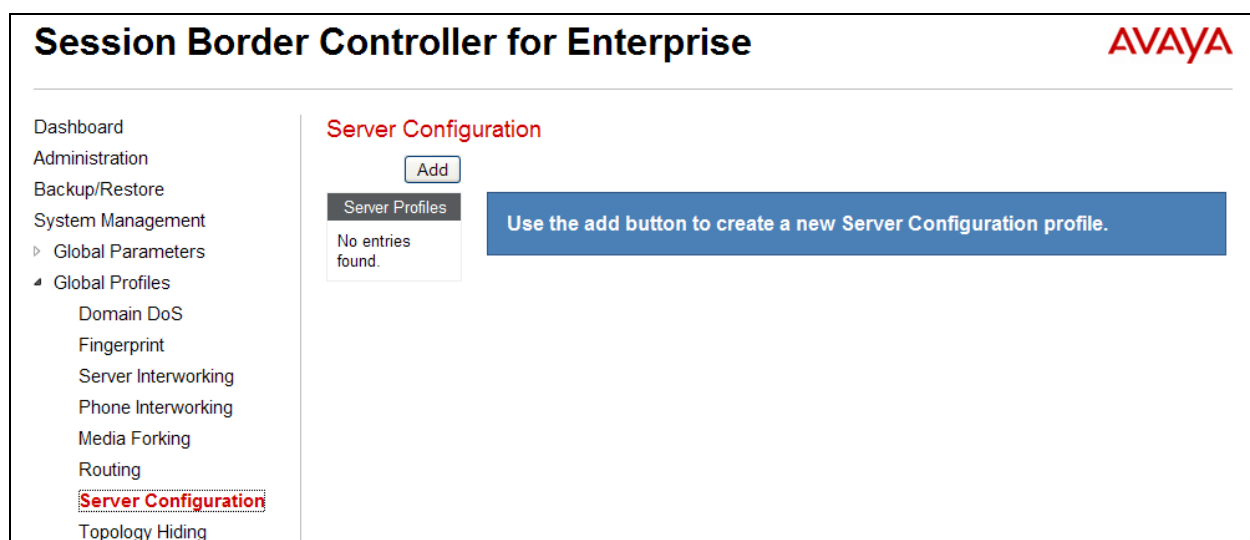 Session Border Controller for Enterprise
AVAYA
Dashboard
Administration
Backup/Restore
System Management
Global Parameters
Global Profiles
Domain DoS
Fingerprint
Server Interworking
Phone Interworking
Media Forking
Routing
Server Configuration
Topology Hiding
Server Configuration
Add
Server Profiles
No entries
found.
Use the add button to create a new Server Configuration profile.